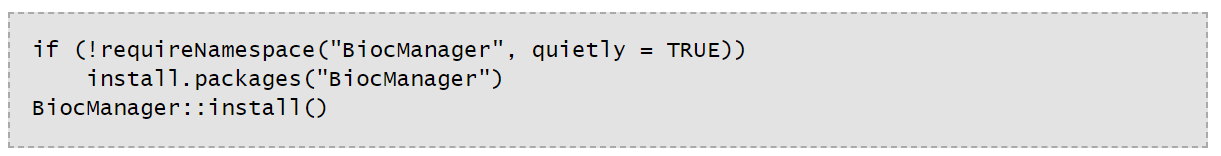 if (!requireNamespace("BiocManager", quietly = TRUE))
    install.packages("BiocManager")
BiocManager::install()